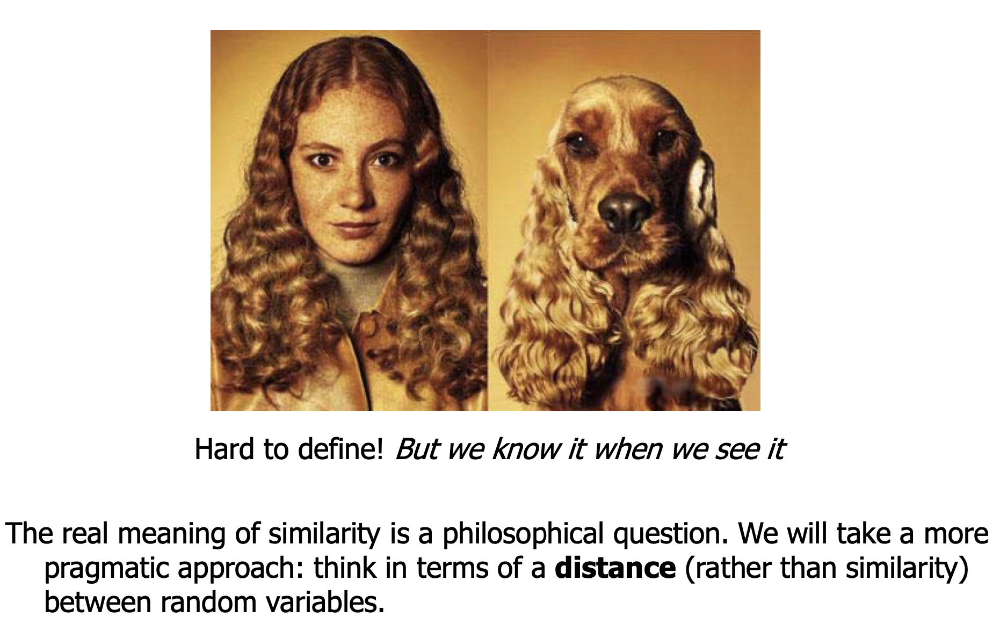 Hard to define! But we know it when we see it
The real meaning of similarity is a philosophical question. We will take a more
pragmatic approach: think in terms of a distance (rather than similarity)
between random variables.